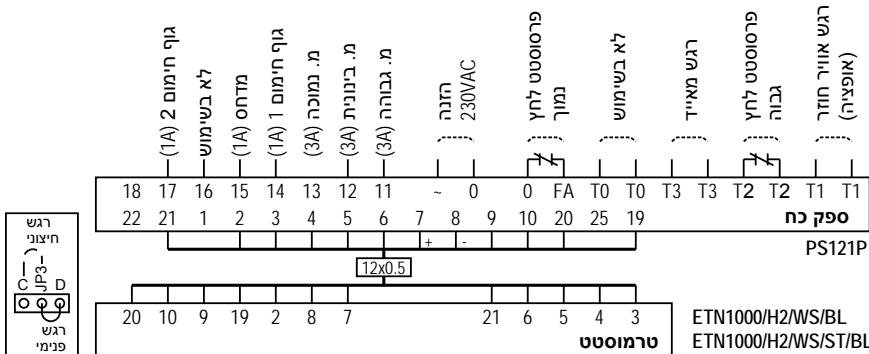 גוף חימום 2 (1A)
לא בשימוש
מדחס (1A)
גוף חימום 1 (1A)
מ. נמוכה (3A)
מ. בינונית (3A)
מ. גבוהה (3A)
הזנה
230VAC
פרסוסטט לחץ
נמוך
לא בשימוש
רגש מאייד
פרסוסטט לחץ
גבוה
רגש אוויר חוזר
(אופציה)
18 17 16 15 14 13 12 11 ~ 0 0 FA T0 T0 T3 T3 T2 T2 T1 T1
22 21 1 2 3 4 5 6 7 8 9 10 20 25 19 ספק כח
+ -
PS121P
12x0.5
20 10 9 19 2 8 7 21 6 5 4 3
טרמוסטט
ETN1000/H2/WS/BL
ETN1000/H2/WS/ST/BL
רגש
חיצוני
C JP3 D
רגש
פנימי